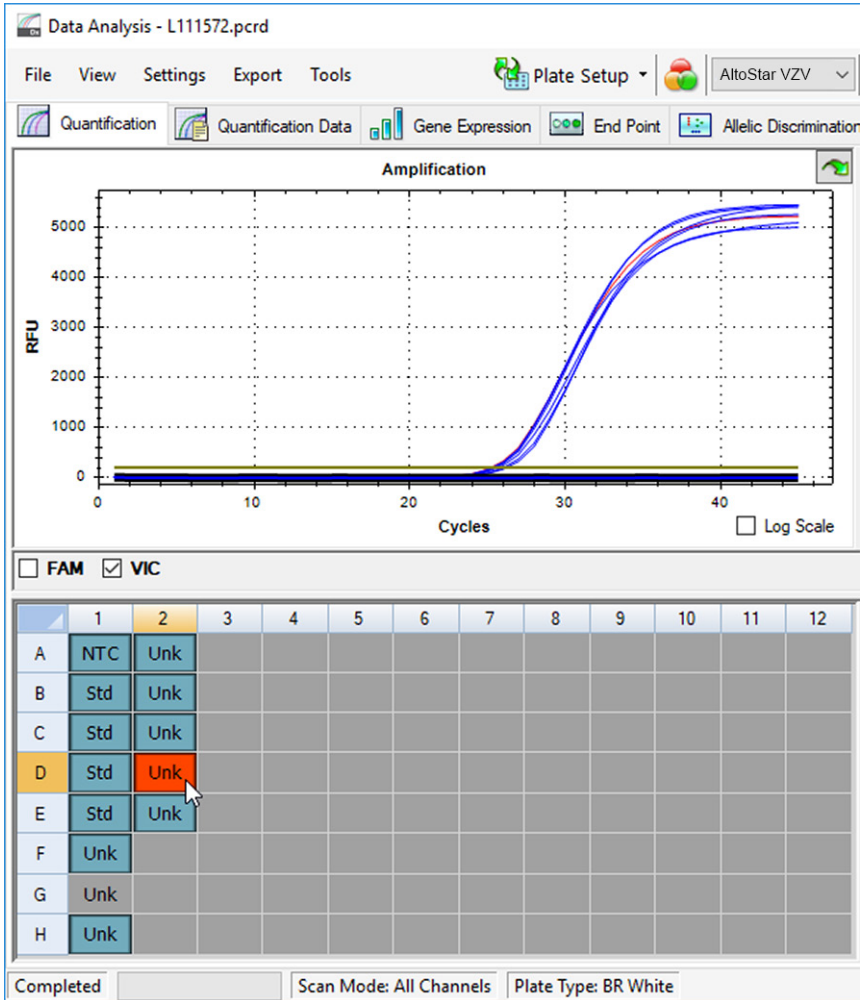 Data Analysis - L111572.pcrd
File View Settings Export Tools Plate Setup AltoStar VZV
Quantification Quantification Data Gene Expression End Point Allelic Discrimination
Amplification
RFU
5000
4000
3000
2000
1000
0
0 10 20 30 40
Cycles
Log Scale
FAM VIC
1 2 3 4 5 6 7 8 9 10 11 12
A NTC Unk
B Std Unk
C Std Unk
D Std Unk
E Std Unk
F Unk
G Unk
H Unk
Completed Scan Mode: All Channels Plate Type: BR White